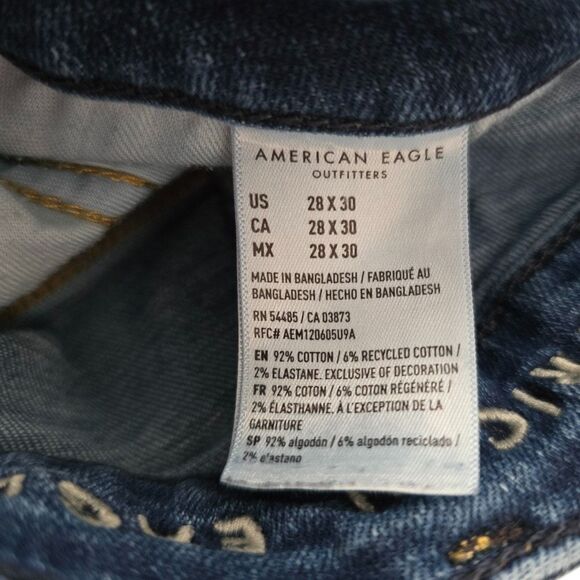 AMERICAN EAGLE
OUTFITTERS
US 28 X 30
CA 28 X 30
MX 28 X 30
MADE IN BANGLADESH / FABRIQUÉ AU
BANGLADESH / HECHO EN BANGLADESH
RN 54485 / CA 03873
RFC# AEM120605U9A
EN 92% COTTON / 6% RECYCLED COTTON /
2% ELASTANE. EXCLUSIVE OF DECORATION
FR 92% COTON / 6% COTON RÉGÉNÉRÉ /
2% ÉLASTHANNE. À L'EXCEPTION DE LA
GARNITURE
SP 92% algodón / 6% algodón reciclado /
2% elastano